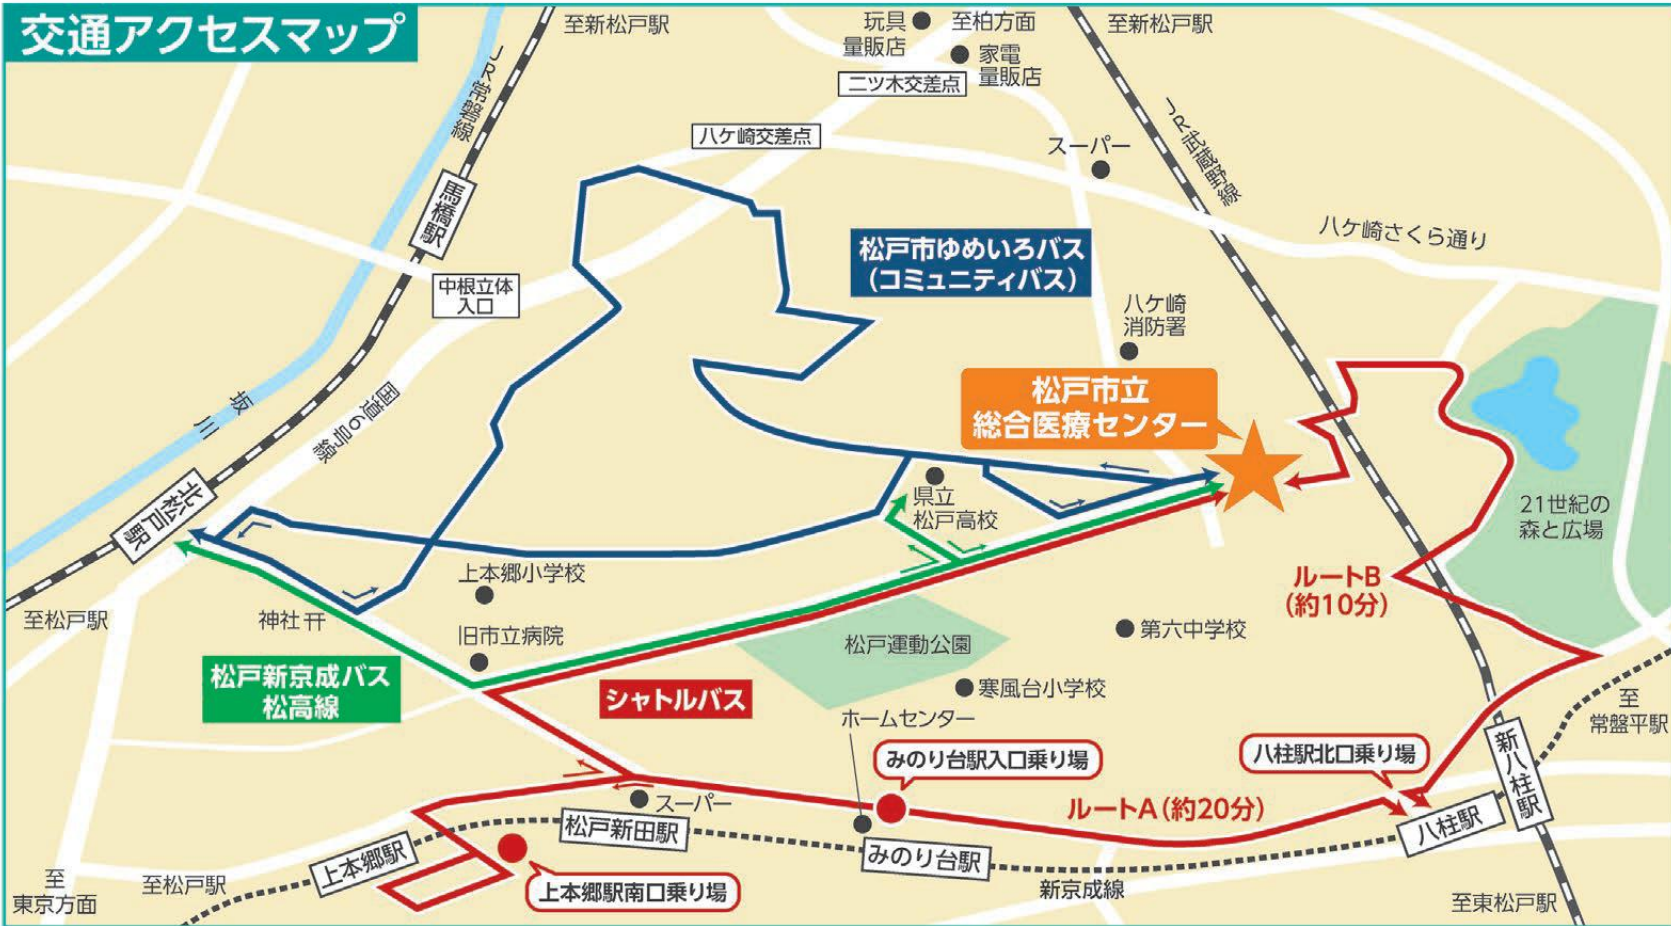 交通アクセスマップ
至新松戸駅
玩具
量販店
至柏方面
家電
量販店
至新松戸駅
二ツ木交差点
JR常磐線
八ケ崎交差点
スーパー
JR武蔵野線
馬橋駅
八ケ崎さくら通り
松戸市ゆめいろバス
(コミュニティバス)
中根立体
入口
八ケ崎
消防署
坂川
国道6号線
松戸市立
総合医療センター
北松戸駅
県立
松戸高校
21世紀の
森と広場
上本郷小学校
ルートB
(約10分)
至松戸駅
神社
旧市立病院
松戸運動公園
第六中学校
松戸新京成バス
松高線
シャトルバス
寒風台小学校
ホームセンター
至
常盤平駅
みのり台駅入口乗り場
八柱駅北口乗り場
新八柱駅
スーパー
ルートA(約20分)
松戸新田駅
八柱駅
上本郷駅
みのり台駅
至
東京方面
至松戸駅
上本郷駅南口乗り場
新京成線
至東松戸駅